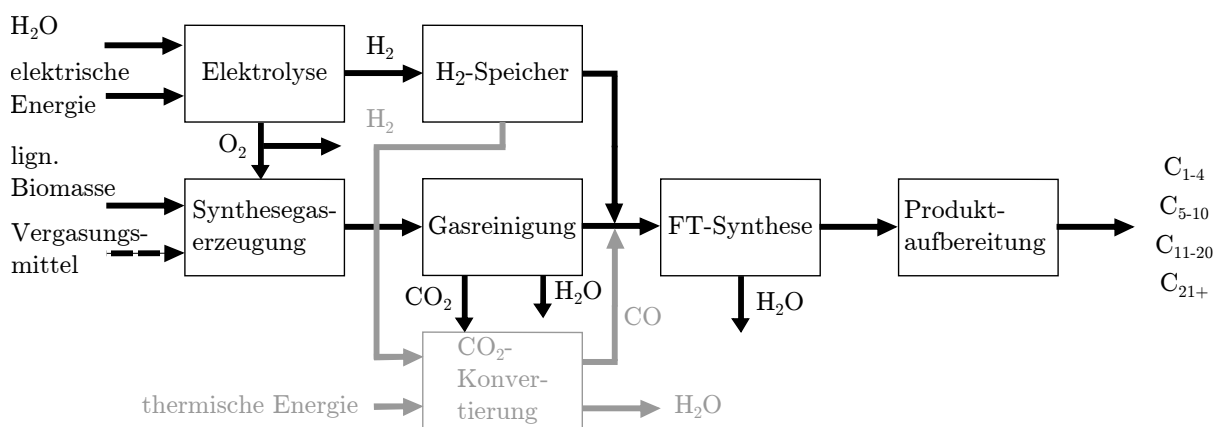 H₂O
elektrische
Energie
Elektrolyse
H₂
H₂-Speicher
H₂
O₂
lign.
Biomasse
Vergasungs-
mittel
Synthesegas-
erzeugung
Gasreinigung
FT-Synthese
Produkt-
aufbereitung
C₁₋₄
C₅₋₁₀
C₁₁₋₂₀
C₂₁₊
CO₂
H₂O
CO
H₂O
CO₂-
Konver-
tierung
thermische Energie
H₂O